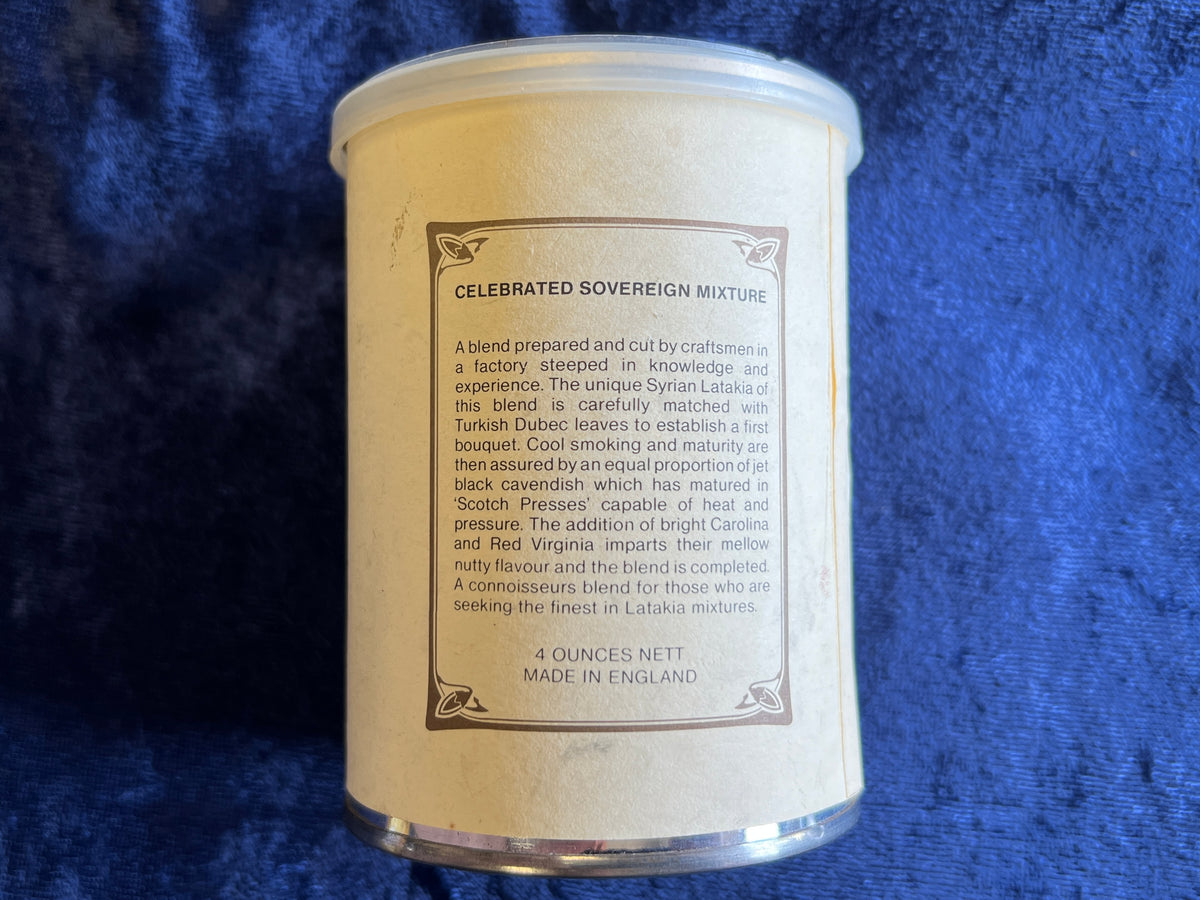 CELEBRATED SOVEREIGN MIXTURE
A blend prepared and cut by craftsmen in
a factory steeped in knowledge and
experience. The unique Syrian Latakia of
this blend is carefully matched with
Turkish Dubec leaves to establish a first
bouquet. Cool smoking and maturity are
then assured by an equal proportion of jet
black cavendish which has matured in
‘Scotch Presses’ capable of heat and
pressure. The addition of bright Carolina
and Red Virginia imparts their mellow
nutty flavour and the blend is completed.
A connoisseurs blend for those who are
seeking the finest in Latakia mixtures.
4 OUNCES NETT
MADE IN ENGLAND